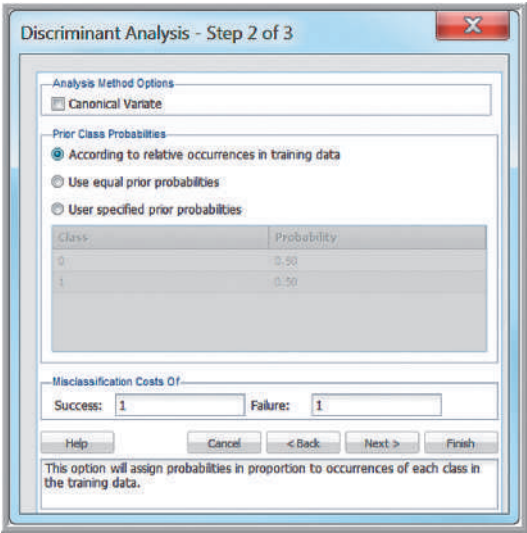 Discriminant Analysis - Step 2 of 3
Analysis Method Options
Canonical Variate
Prior Class Probabilities
According to relative occurrences in training data
Use equal prior probabilities
User specified prior probabilities
Class Probability
0 0.50
1 0.50
Misclassification Costs Of
Success: 1 Failure: 1
Help Cancel < Back Next > Finish
This option will assign probabilities in proportion to occurrences of each class in
the training data.